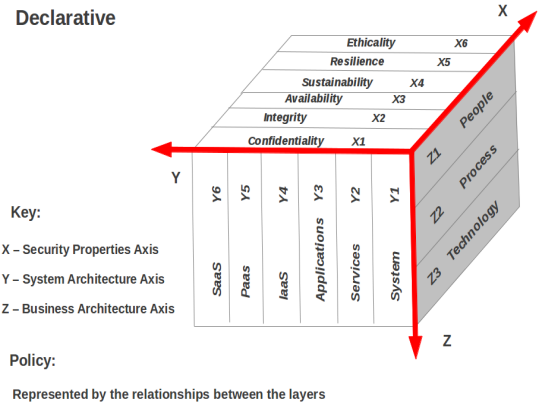 Declarative
X
Ethicality X6
Resilience X5
Sustainability X4
Availability X3
Integrity X2
Confidentiality X1
People
Z1
Process
Z2
Technology
Z3
Y
SaaS Y6
Paas Y5
IaaS Y4
Applications Y3
Services Y2
System Y1
Z
Key:
X – Security Properties Axis
Y – System Architecture Axis
Z – Business Architecture Axis
Policy:
Represented by the relationships between the layers